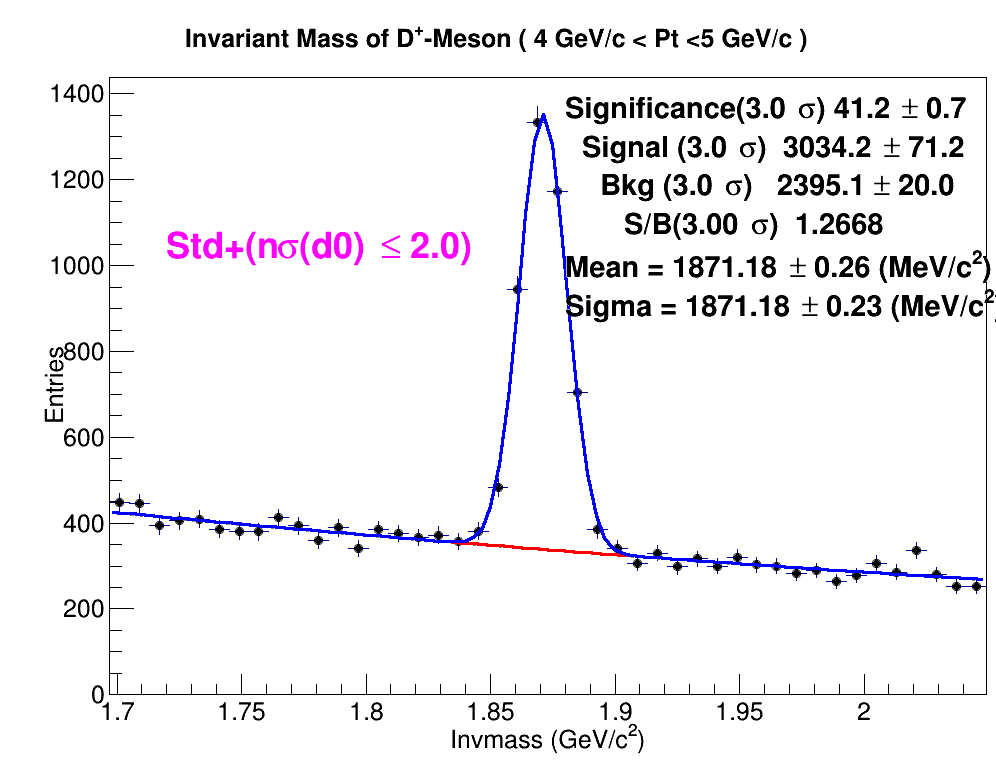 Invariant Mass of D⁺-Meson ( 4 GeV/c < Pt <5 GeV/c )
Significance(3.0 σ) 41.2 ± 0.7
Signal (3.0 σ) 3034.2 ± 71.2
Bkg (3.0 σ) 2395.1 ± 20.0
S/B(3.00 σ) 1.2668
Mean = 1871.18 ± 0.26 (MeV/c²)
Sigma = 1871.18 ± 0.23 (MeV/c²)
Std+(nσ(d0) ≤ 2.0)
Entries
1400
1200
1000
800
600
400
200
0
1.7 1.75 1.8 1.85 1.9 1.95 2
Invmass (GeV/c²)